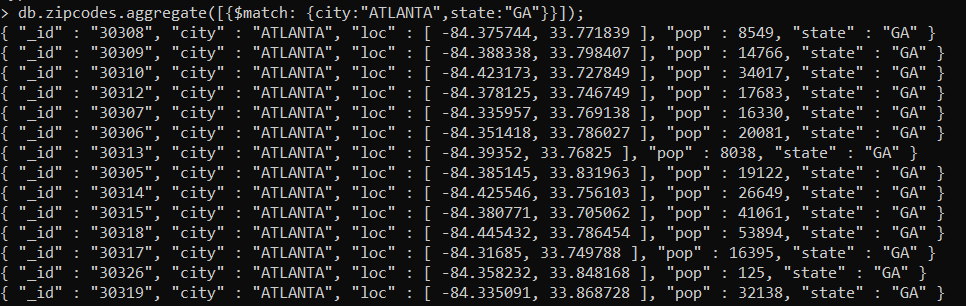 > db.zipcodes.aggregate([{$match: {city:"ATLANTA",state:"GA"}}]);
{ "_id" : "30308", "city" : "ATLANTA", "loc" : [ -84.375744, 33.771839 ], "pop" : 8549, "state" : "GA" }
{ "_id" : "30309", "city" : "ATLANTA", "loc" : [ -84.388338, 33.798407 ], "pop" : 14766, "state" : "GA" }
{ "_id" : "30310", "city" : "ATLANTA", "loc" : [ -84.423173, 33.727849 ], "pop" : 34017, "state" : "GA" }
{ "_id" : "30312", "city" : "ATLANTA", "loc" : [ -84.378125, 33.746749 ], "pop" : 17683, "state" : "GA" }
{ "_id" : "30307", "city" : "ATLANTA", "loc" : [ -84.335957, 33.769138 ], "pop" : 16330, "state" : "GA" }
{ "_id" : "30306", "city" : "ATLANTA", "loc" : [ -84.351418, 33.786027 ], "pop" : 20081, "state" : "GA" }
{ "_id" : "30313", "city" : "ATLANTA", "loc" : [ -84.39352, 33.76825 ], "pop" : 8038, "state" : "GA" }
{ "_id" : "30305", "city" : "ATLANTA", "loc" : [ -84.385145, 33.831963 ], "pop" : 19122, "state" : "GA" }
{ "_id" : "30314", "city" : "ATLANTA", "loc" : [ -84.425546, 33.756103 ], "pop" : 26649, "state" : "GA" }
{ "_id" : "30315", "city" : "ATLANTA", "loc" : [ -84.380771, 33.705062 ], "pop" : 41061, "state" : "GA" }
{ "_id" : "30318", "city" : "ATLANTA", "loc" : [ -84.445432, 33.786454 ], "pop" : 53894, "state" : "GA" }
{ "_id" : "30317", "city" : "ATLANTA", "loc" : [ -84.31685, 33.749788 ], "pop" : 16395, "state" : "GA" }
{ "_id" : "30326", "city" : "ATLANTA", "loc" : [ -84.358232, 33.848168 ], "pop" : 125, "state" : "GA" }
{ "_id" : "30319", "city" : "ATLANTA", "loc" : [ -84.335091, 33.868728 ], "pop" : 32138, "state" : "GA" }